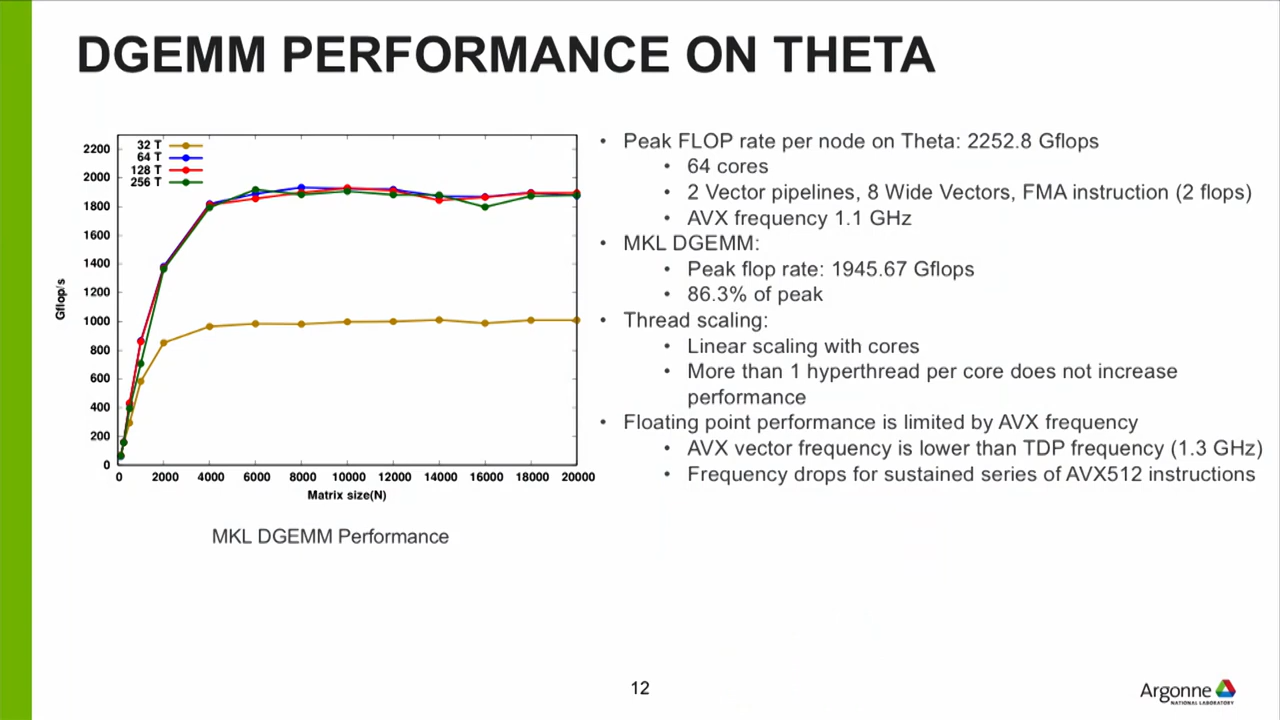 DGEMM PERFORMANCE ON THETA
32 T
64 T
128 T
256 T
2200
2000
1800
1600
1400
1200
1000
800
600
400
200
0
Gflop/s
0 2000 4000 6000 8000 10000 12000 14000 16000 18000 20000
Matrix size(N)
MKL DGEMM Performance
• Peak FLOP rate per node on Theta: 2252.8 Gflops
• 64 cores
• 2 Vector pipelines, 8 Wide Vectors, FMA instruction (2 flops)
• AVX frequency 1.1 GHz
• MKL DGEMM:
• Peak flop rate: 1945.67 Gflops
• 86.3% of peak
• Thread scaling:
• Linear scaling with cores
• More than 1 hyperthread per core does not increase
performance
• Floating point performance is limited by AVX frequency
• AVX vector frequency is lower than TDP frequency (1.3 GHz)
• Frequency drops for sustained series of AVX512 instructions
12
Argonne
NATIONAL LABORATORY